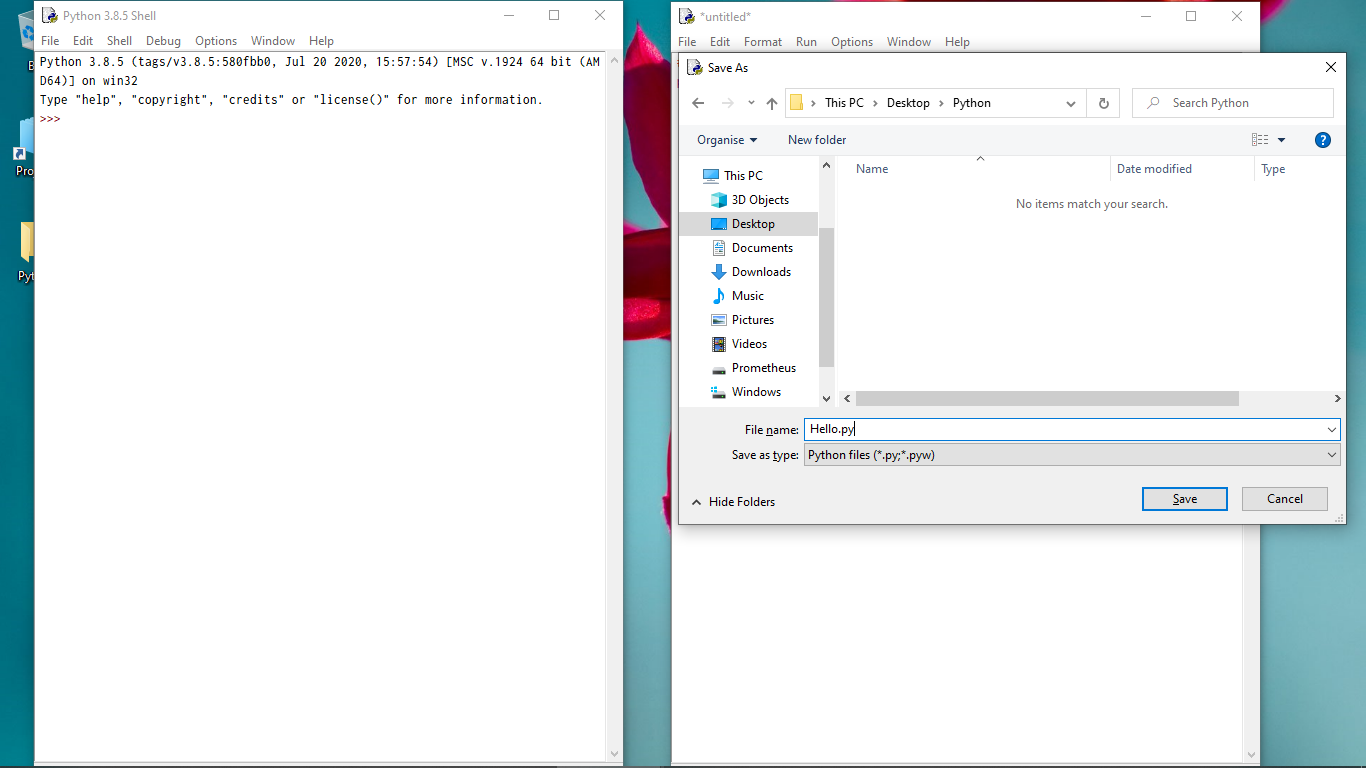 Python 3.8.5 Shell
File Edit Shell Debug Options Window Help
Python 3.8.5 (tags/v3.8.5:580fbb0, Jul 20 2020, 15:57:54) [MSC v.1924 64 bit (AM
D64)] on win32
Type "help", "copyright", "credits" or "license()" for more information.
>>>
*untitled*
File Edit Format Run Options Window Help
Save As
This PC > Desktop > Python
Search Python
Organise New folder
This PC
3D Objects
Desktop
Documents
Downloads
Music
Pictures
Videos
Prometheus
Windows
Name Date modified Type
No items match your search.
File name: Hello.py
Save as type: Python files (*.py;*.pyw)
Hide Folders
Save Cancel